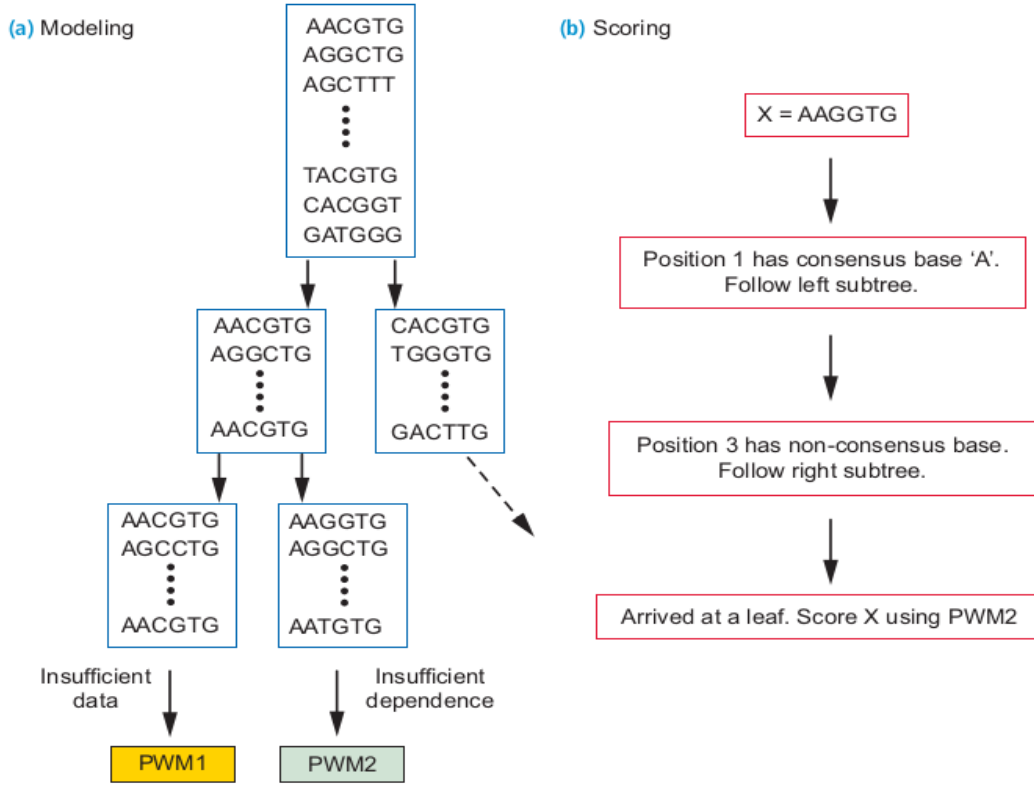 (a) Modeling
AACGTG
AGGCTG
AGCTTT
TACGTG
CACGGT
GATGGG
AACGTG
AGGCTG
AACGTG
CACGTG
TGGGTG
GACTTG
AACGTG
AGCCTG
AACGTG
AAGGTG
AGGCTG
AATGTG
Insufficient
data
Insufficient
dependence
PWM1
PWM2
(b) Scoring
X = AAGGTG
Position 1 has consensus base ‘A’.
Follow left subtree.
Position 3 has non-consensus base.
Follow right subtree.
Arrived at a leaf. Score X using PWM2